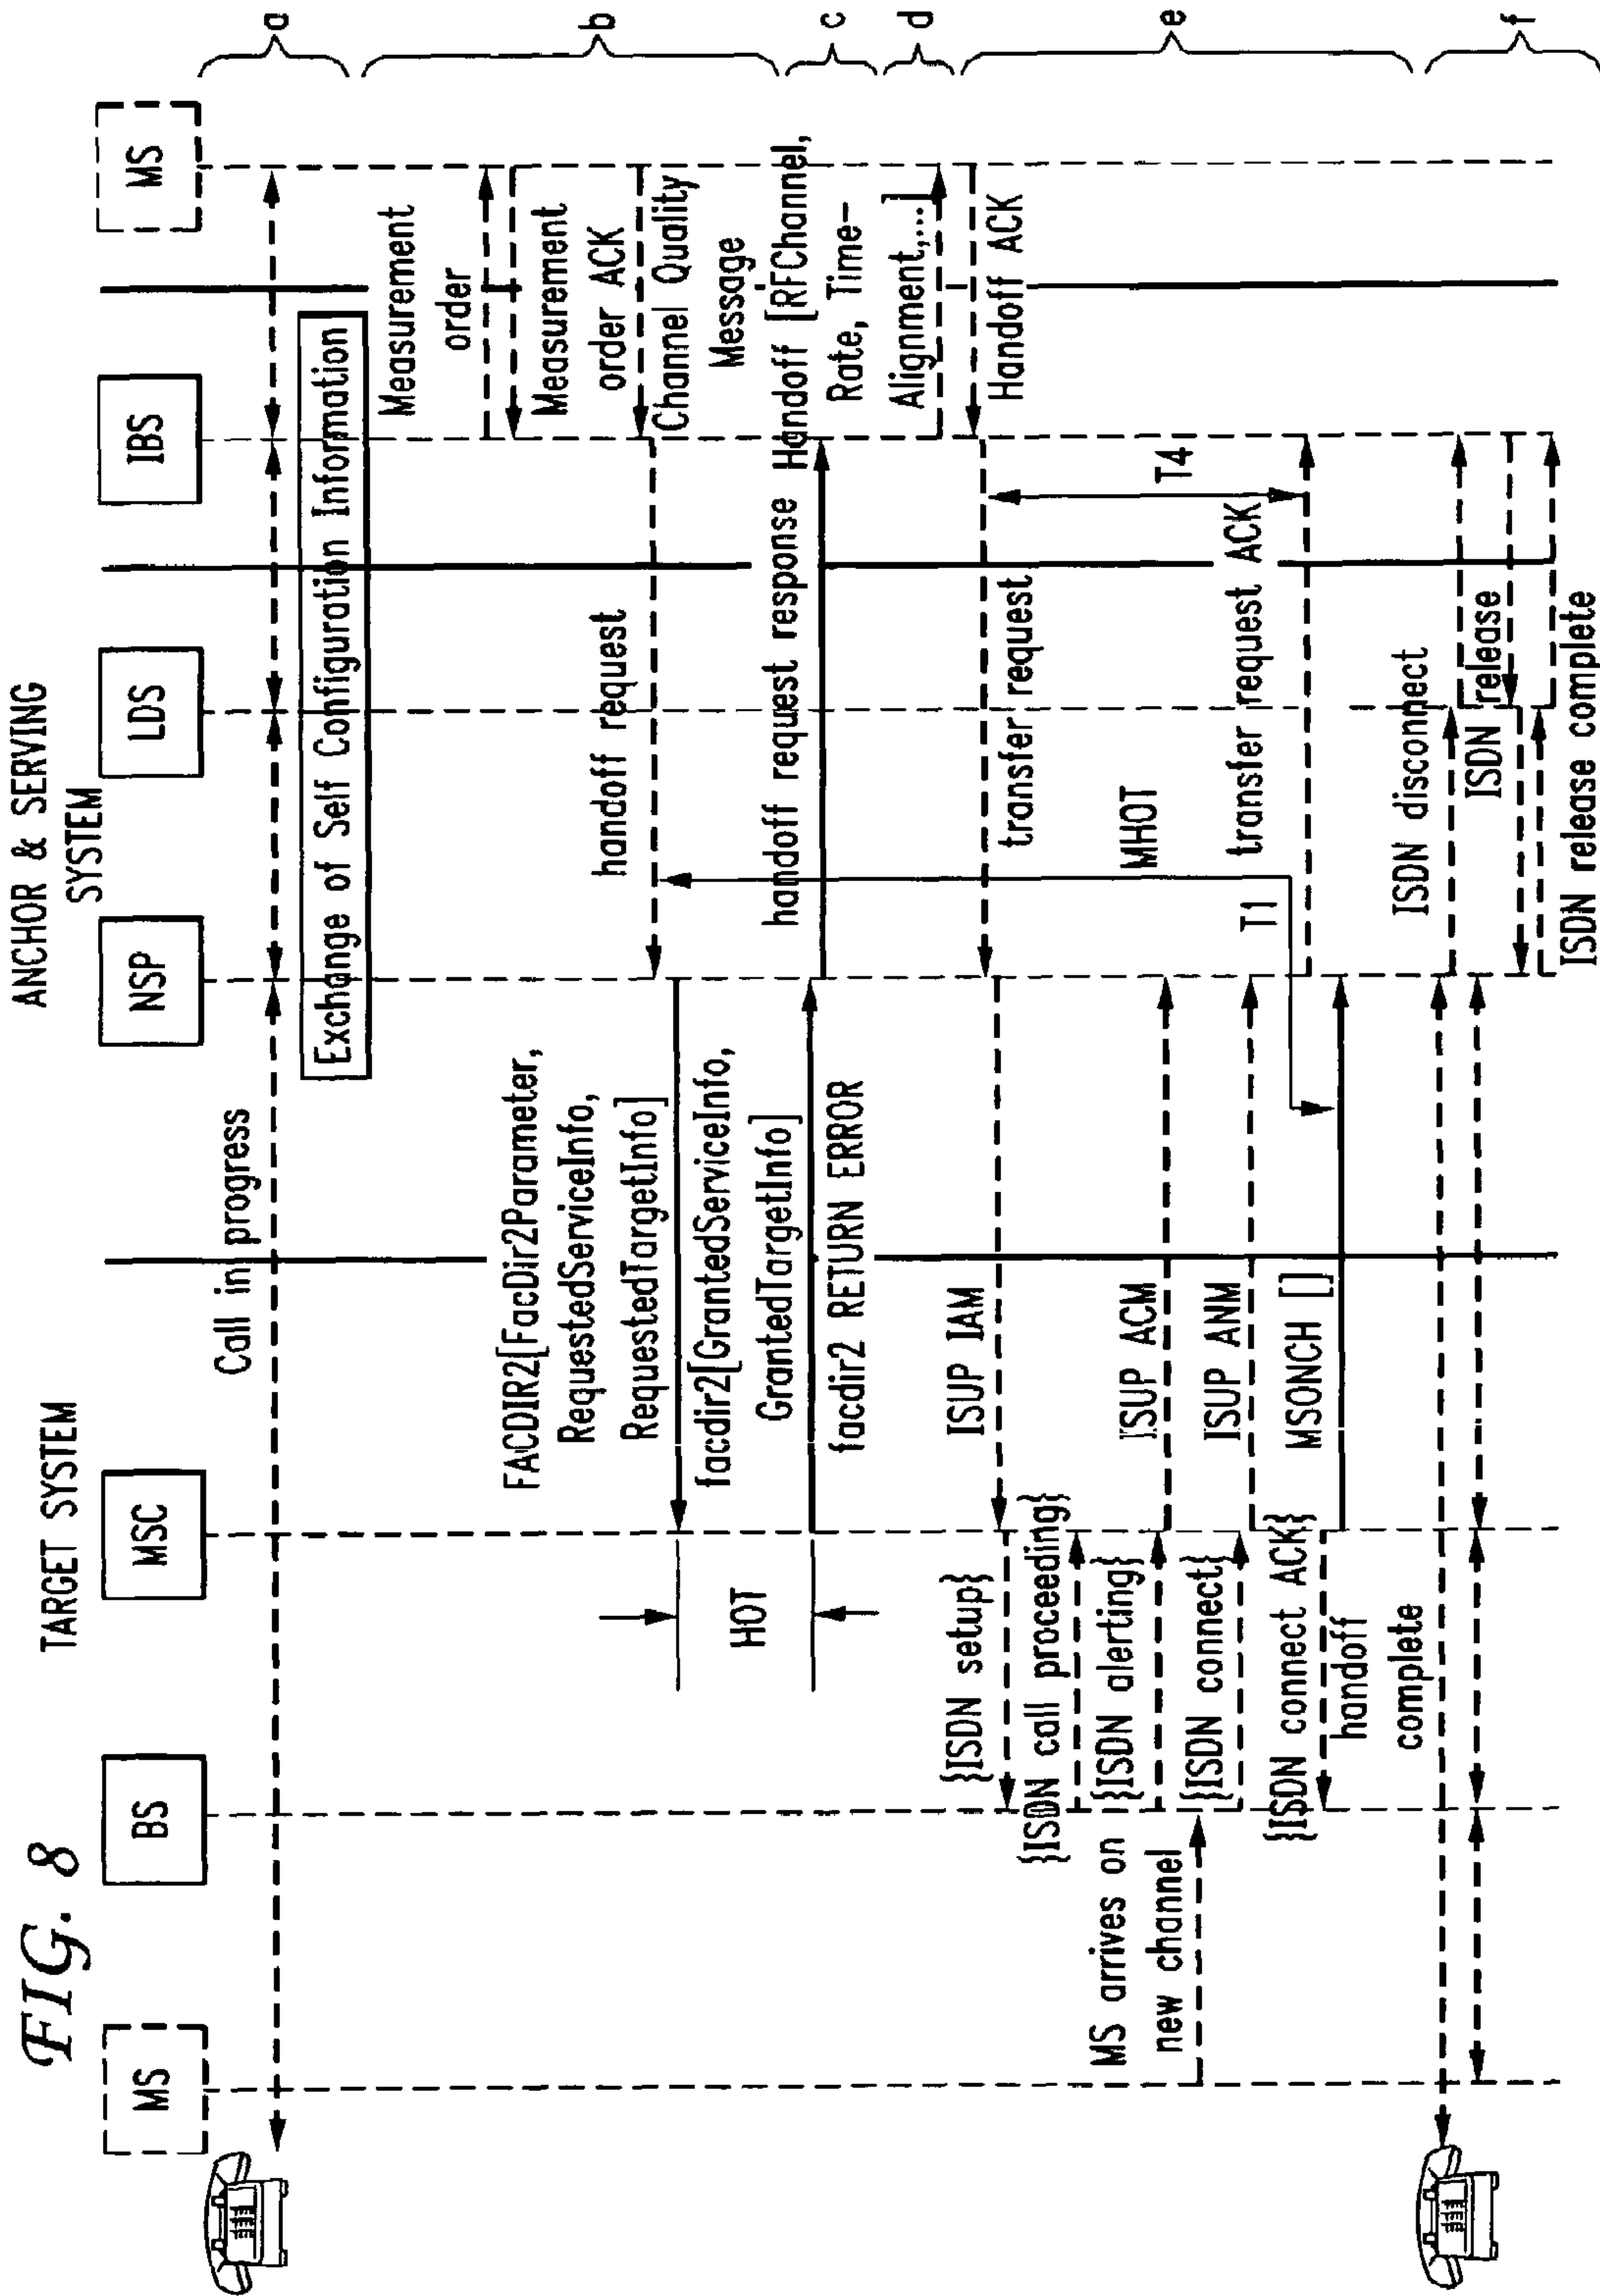 FIG. 8
TARGET SYSTEM
ANCHOR & SERVING
SYSTEM
MS
BS
MSC
NSP
LDS
IBS
MS
a
Call in progress
Exchange of Self Configuration Information
b
Measurement
order
Measurement
order ACK
Channel Quality
Message
handoff request
FACDIR2[FacDir2Parameter,
RequestedServiceInfo,
RequestedTargetInfo]
HOT
facdir2[GrantedServiceInfo,
GrantedTargetInfo]
facdir2 RETURN ERROR
handoff request response
c
Handoff [RFChannel,
Rate, Time-
Alignment,...]
d
Handoff ACK
transfer request
ISUP IAM
{ISDN setup}
{ISDN call proceeding}
{ISDN alerting}
ISUP ACM
MS arrives on
new channel
{ISDN connect}
ISUP ANM
{ISDN connect ACK}
MHOT
T1
T4
transfer request ACK
MSONCH []
e
handoff
complete
ISDN disconnect
ISDN release
ISDN release complete
f